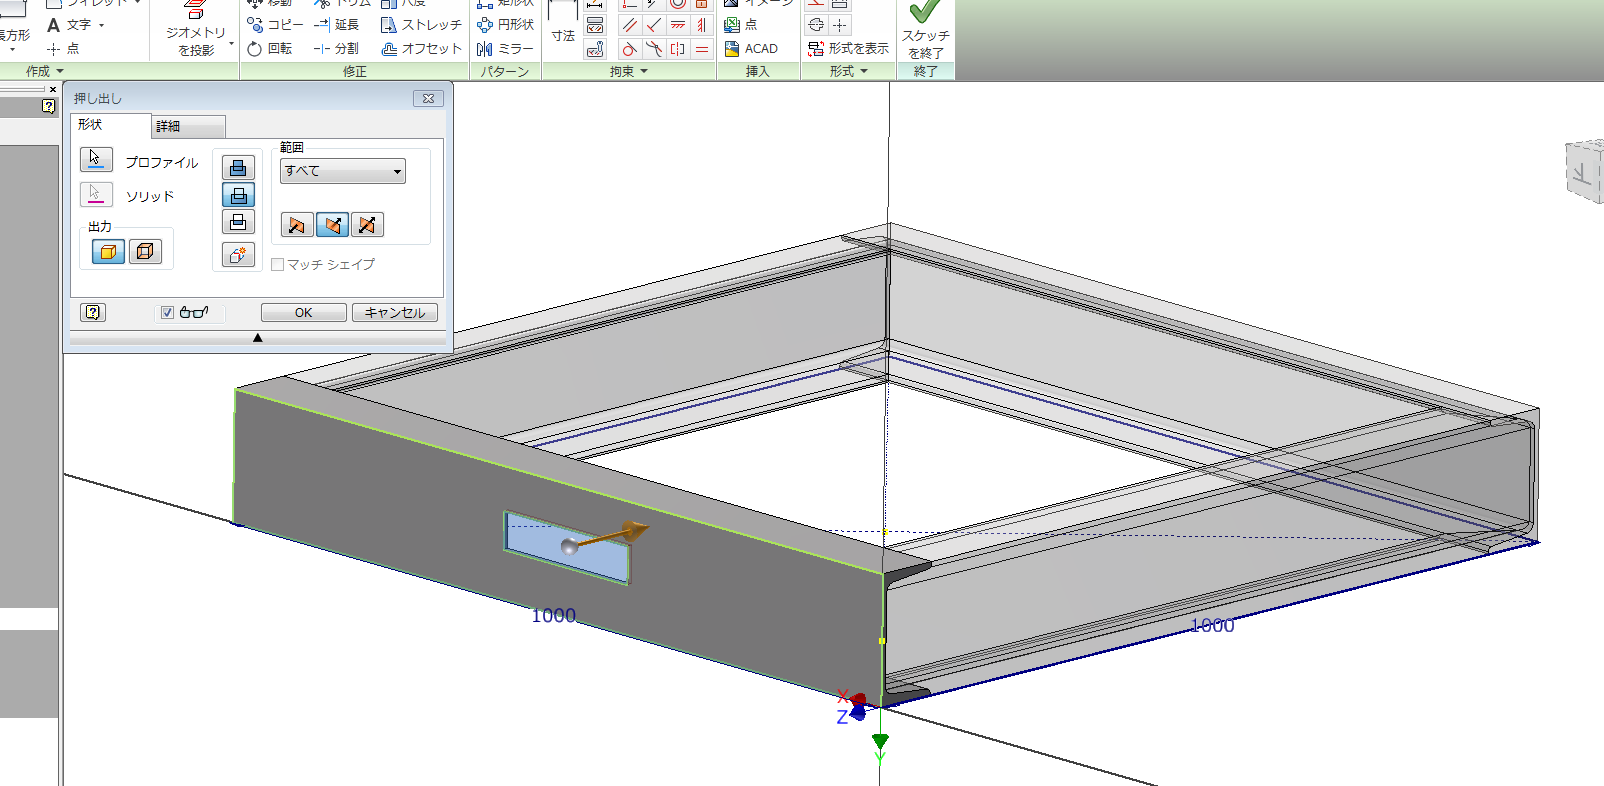 フィレット
移動
トリム
尺度
矩形状
イメージ
長方形
文字
ジオメトリ
を投影
コピー
延長
ストレッチ
円形状
寸法
点
スケッチ
を終了
点
回転
分割
オフセット
ミラー
ACAD
形式を表示
作成
修正
パターン
拘束
挿入
形式
終了
押し出し
形状
詳細
プロファイル
ソリッド
出力
範囲
すべて
マッチ シェイプ
OK
キャンセル
1000
1000
X
Z
Y